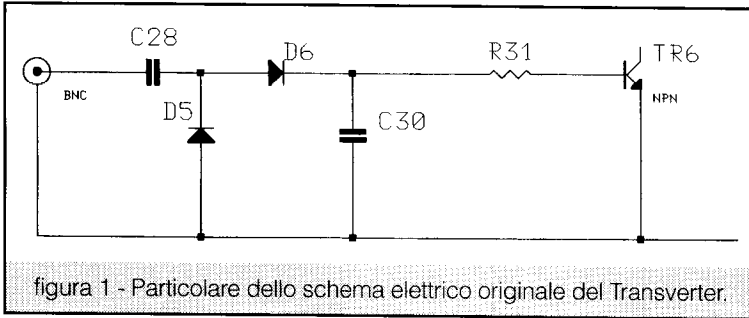 C28
D6
R31
TR6
BNC
NPN
D5
C30
figura 1 - Particolare dello schema elettrico originale del Transverter.